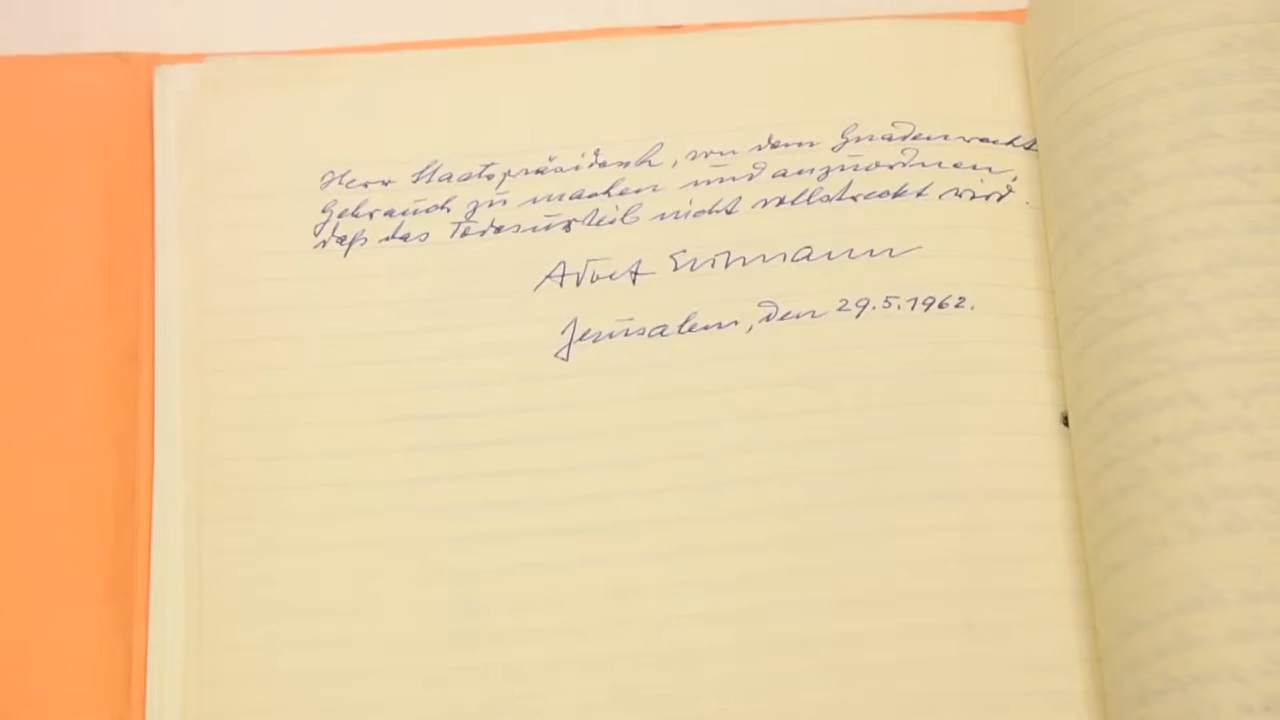 Herr Staatspräsident, von dem Gnadenrecht
Gebrauch zu machen und anzuordnen,
daß das Todesurteil nicht vollstreckt wird.
Adolf Eichmann
Jerusalem, den 29.5.1962.